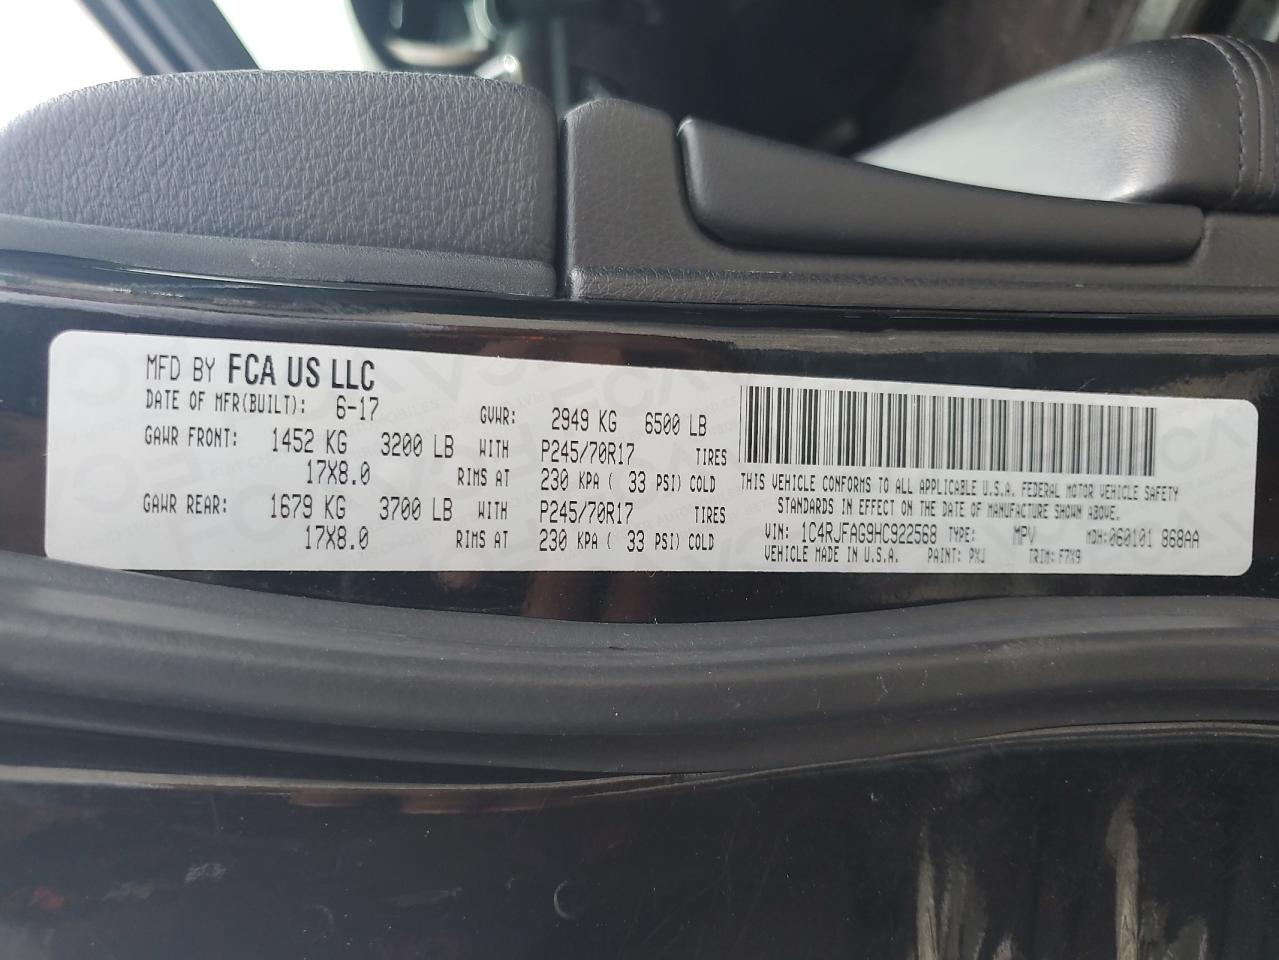 MFD BY FCA US LLC
DATE OF MFR(BUILT): 6-17 GVWR: 2949 KG 6500 LB
GAWR FRONT: 1452 KG 3200 LB WITH P245/70R17 TIRES
17X8.0 RIMS AT 230 KPA ( 33 PSI) COLD
GAWR REAR: 1679 KG 3700 LB WITH P245/70R17 TIRES
17X8.0 RIMS AT 230 KPA ( 33 PSI) COLD
THIS VEHICLE CONFORMS TO ALL APPLICABLE U.S.A. FEDERAL MOTOR VEHICLE SAFETY
STANDARDS IN EFFECT ON THE DATE OF MANUFACTURE SHOWN ABOVE.
VIN: 1C4RJFAG9HC922568 TYPE: MPV MDH:060101 868AA
VEHICLE MADE IN U.S.A. PAINT: PXJ TRIM: F7X9